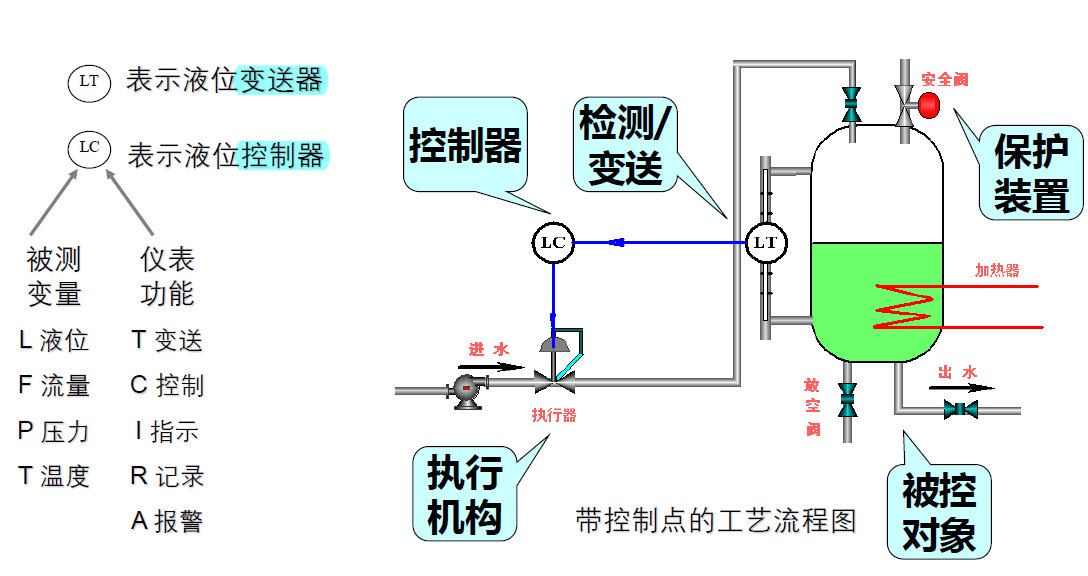 LT 表示液位变送器
LC 表示液位控制器
被测
变量
仪表
功能
L 液位
T 变送
F 流量
C 控制
P 压力
I 指示
T 温度
R 记录
A 报警
控制器
检测/
变送
安全阀
保护
装置
LC
LT
加热器
进 水
执行器
放
空
阀
出 水
执行
机构
被控
对象
带控制点的工艺流程图